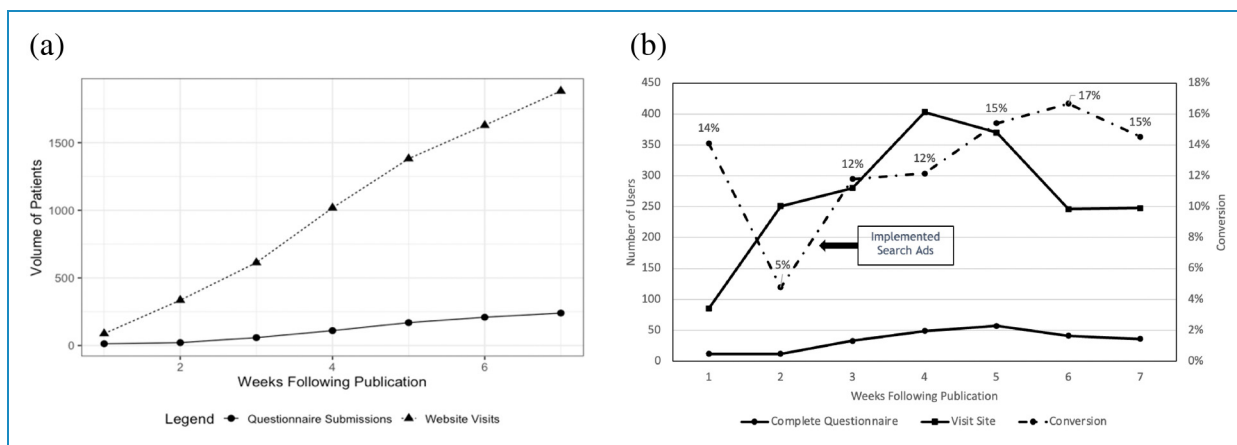 (a)
Volume of Patients
1500
1000
500
0
2
4
6
Weeks Following Publication
Legend
Questionnaire Submissions
Website Visits
(b)
450
400
350
300
250
200
150
100
50
0
Number of Users
18%
16%
14%
12%
10%
8%
6%
4%
2%
0%
Conversion
14%
5%
12%
12%
15%
17%
15%
Implemented
Search Ads
1
2
3
4
5
6
7
Weeks Following Publication
Complete Questionnaire
Visit Site
Conversion